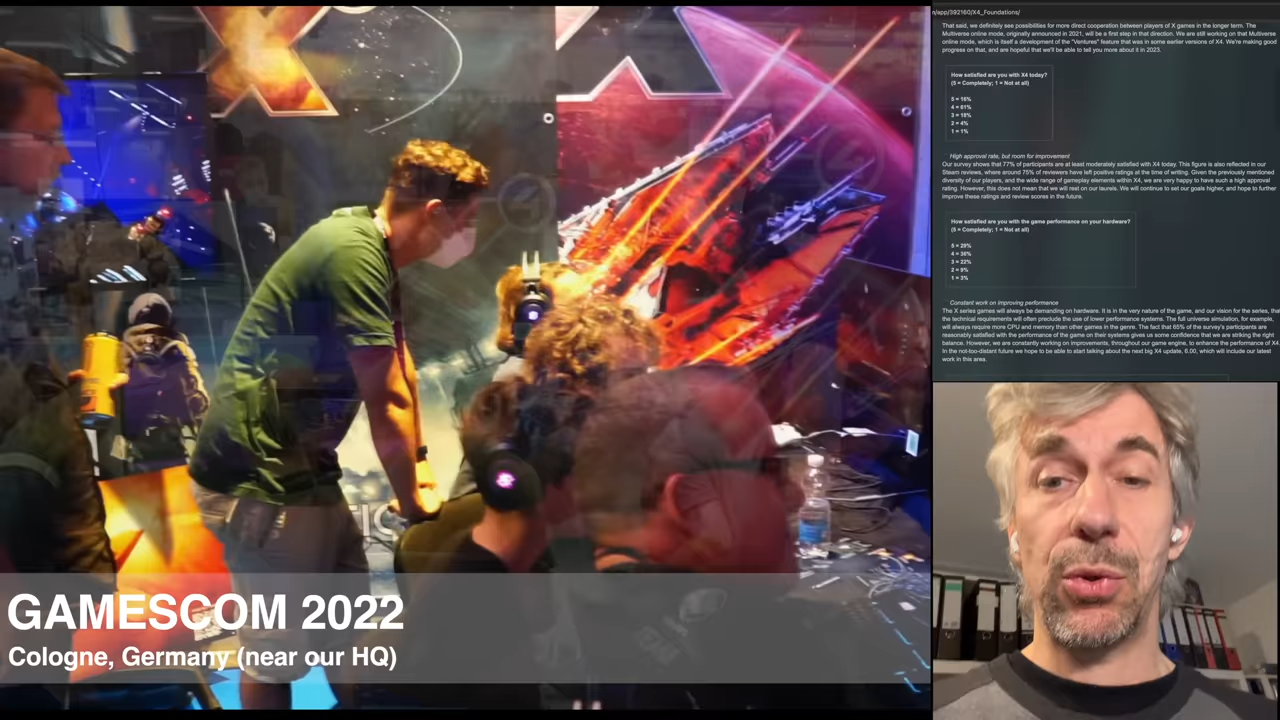 GAMESCOM 2022
Cologne, Germany (near our HQ)
n/app/392160/X4_Foundations/
That said, we definitely see possibilities for more direct cooperation between players of X games in the longer term. The
Multiverse online mode, originally announced in 2021, will be a first step in that direction. We are still working on that Multiverse
online mode, which is itself a development of the "Ventures" feature that was in some earlier versions of X4. We're making good
progress on that, and are hopeful that we'll be able to tell you more about it in 2023.
How satisfied are you with X4 today?
(5 = Completely; 1 = Not at all)
5 = 16%
4 = 61%
3 = 18%
2 = 4%
1 = 1%
High approval rate, but room for improvement
Our survey shows that 77% of participants are at least moderately satisfied with X4 today. This figure is also reflected in our
Steam reviews, where around 75% of reviewers have left positive ratings at the time of writing. Given the previously mentioned
diversity of our players, and the wide range of gameplay elements within X4, we are very happy to have such a high approval
rating. However, this does not mean that we will rest on our laurels. We will continue to set our goals higher, and hope to further
improve these ratings and review scores in the future.
How satisfied are you with the game performance on your hardware?
(5 = Completely; 1 = Not at all)
5 = 29%
4 = 36%
3 = 22%
2 = 8%
1 = 3%
Constant work on improving performance
The X series games will always be demanding on hardware. It is in the very nature of the game, and our vision for the series, that
the technical requirements will often preclude the use of lower performance systems. The full universe simulation, for example,
will always require more CPU and memory than other games in the genre. The fact that 65% of the survey's participants are
reasonably satisfied with the performance of the game on their systems gives us some confidence that we are striking the right
balance. However, we are constantly working on improvements, throughout our game engine, to enhance the performance of X4.
In the not-too-distant future we hope to be able to start talking about the next big X4 update, 6.00, which will include our latest
work in this area.